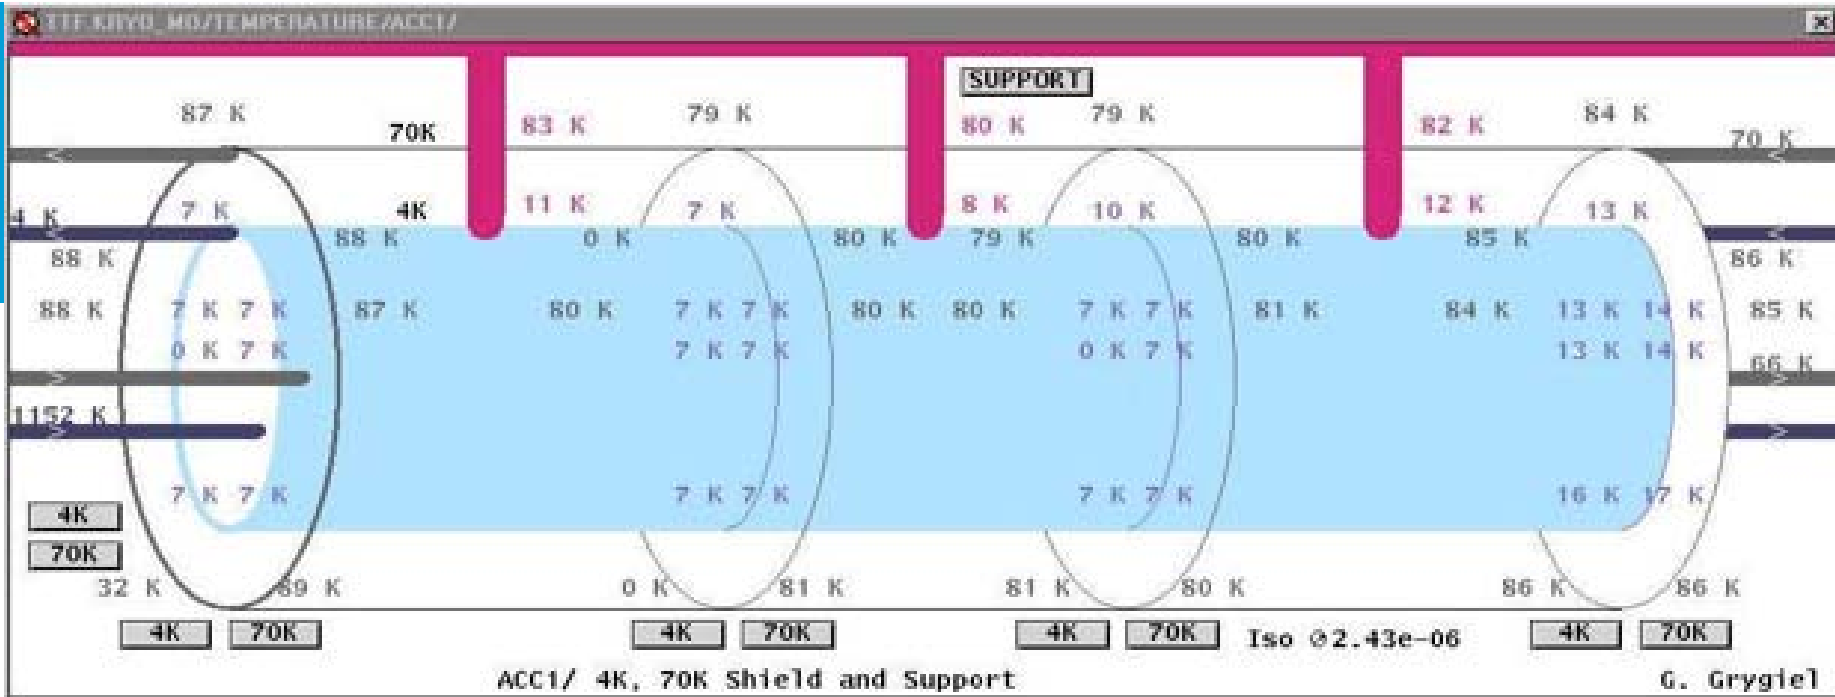 TTF KRYO_MO/TEMPERATURE/ACC1/
SUPPORT
87 K 70K 83 K 79 K 80 K 79 K 82 K 84 K 70 K
4 K 7 K 4K 11 K 7 K 8 K 10 K 12 K 13 K
88 K 88 K 0 K 80 K 79 K 80 K 85 K 86 K
88 K 7 K 7 K 87 K 80 K 7 K 7 K 80 K 80 K 7 K 7 K 81 K 84 K 13 K 14 K 85 K
0 K 7 K 7 K 7 K 0 K 7 K 13 K 14 K 66 K
1152 K
7 K 7 K 7 K 7 K 7 K 7 K 16 K 17 K
4K
70K
32 K 89 K 0 K 81 K 81 K 80 K 86 K 86 K
4K 70K 4K 70K 4K 70K Iso @2.43e-06 4K 70K
ACC1/ 4K, 70K Shield and Support G. Grygiel